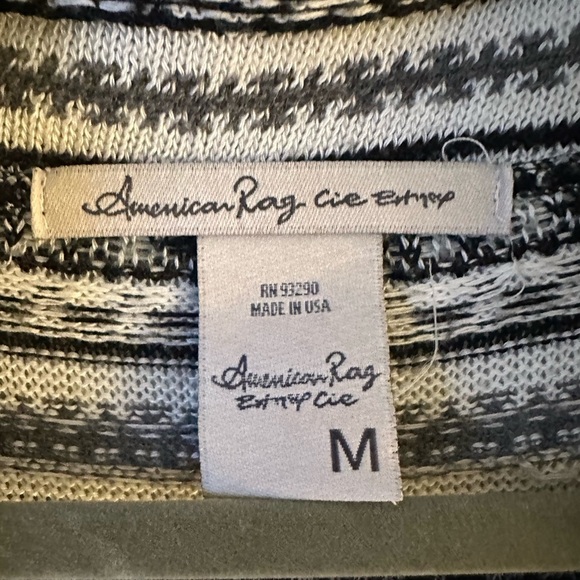 American Rag Cie
RN 93290
MADE IN USA
American Rag
Cie
M